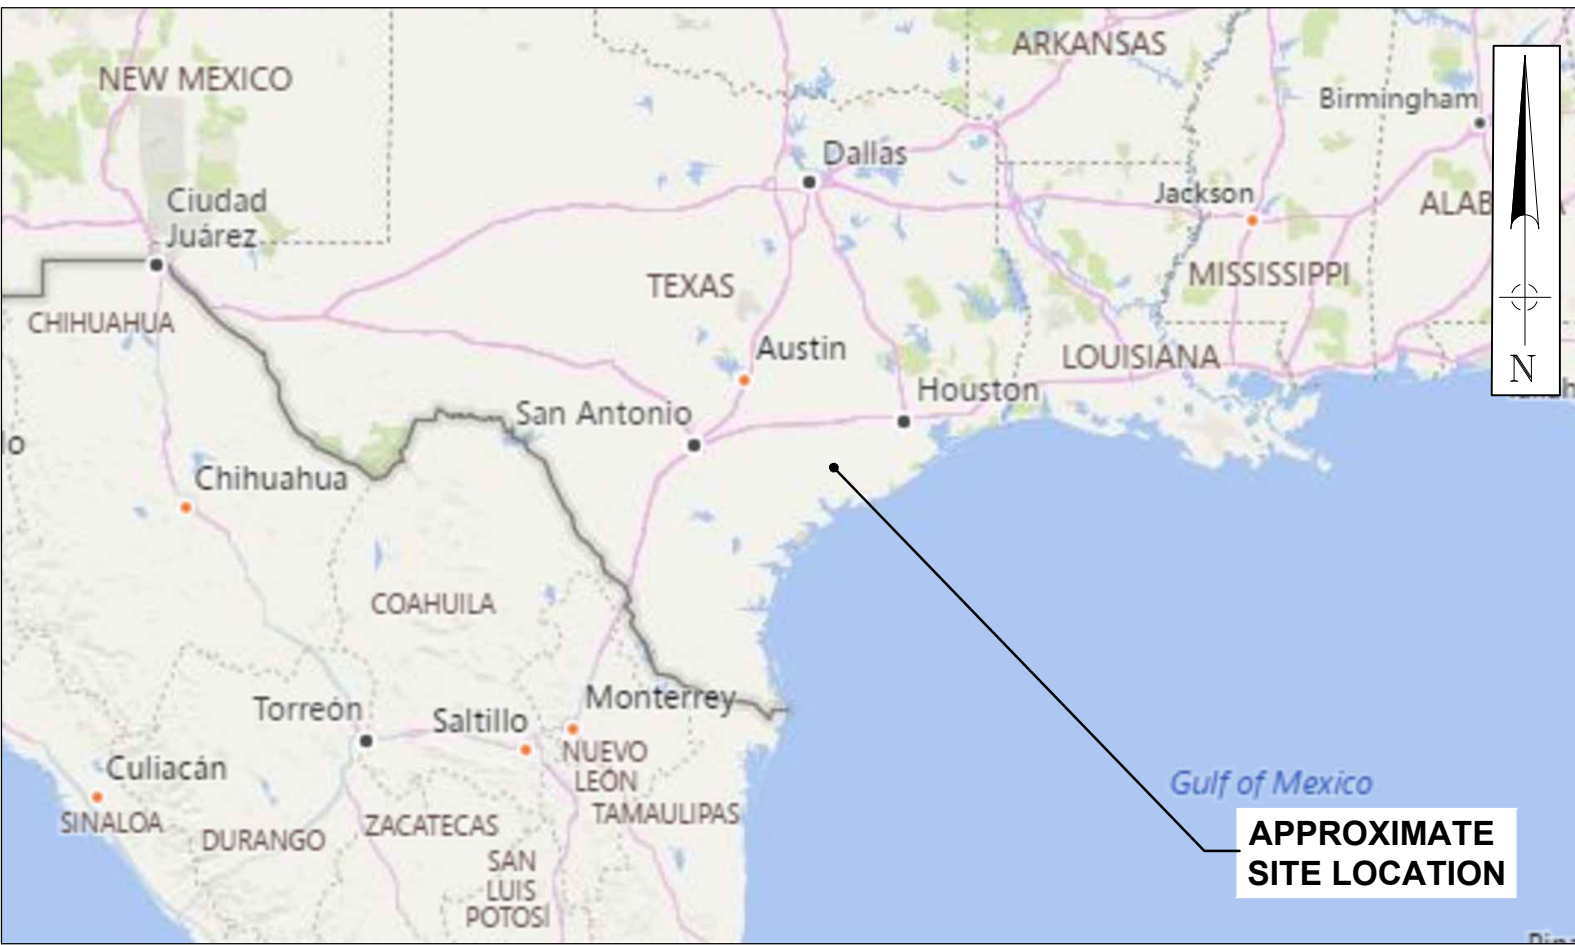 NEW MEXICO
ARKANSAS
Birmingham
Dallas
Ciudad
Juárez
Jackson
ALAB
A
TEXAS
MISSISSIPPI
CHIHUAHUA
Austin
LOUISIANA
N
Houston
San Antonio
lo
Chihuahua
COAHUILA
Monterrey
Torreón
Saltillo
NUEVO
LEÓN
Culiacán
Gulf of Mexico
SINALOA
DURANGO
ZACATECAS
TAMAULIPAS
APPROXIMATE
SITE LOCATION
SAN
LUIS
POTOSÍ